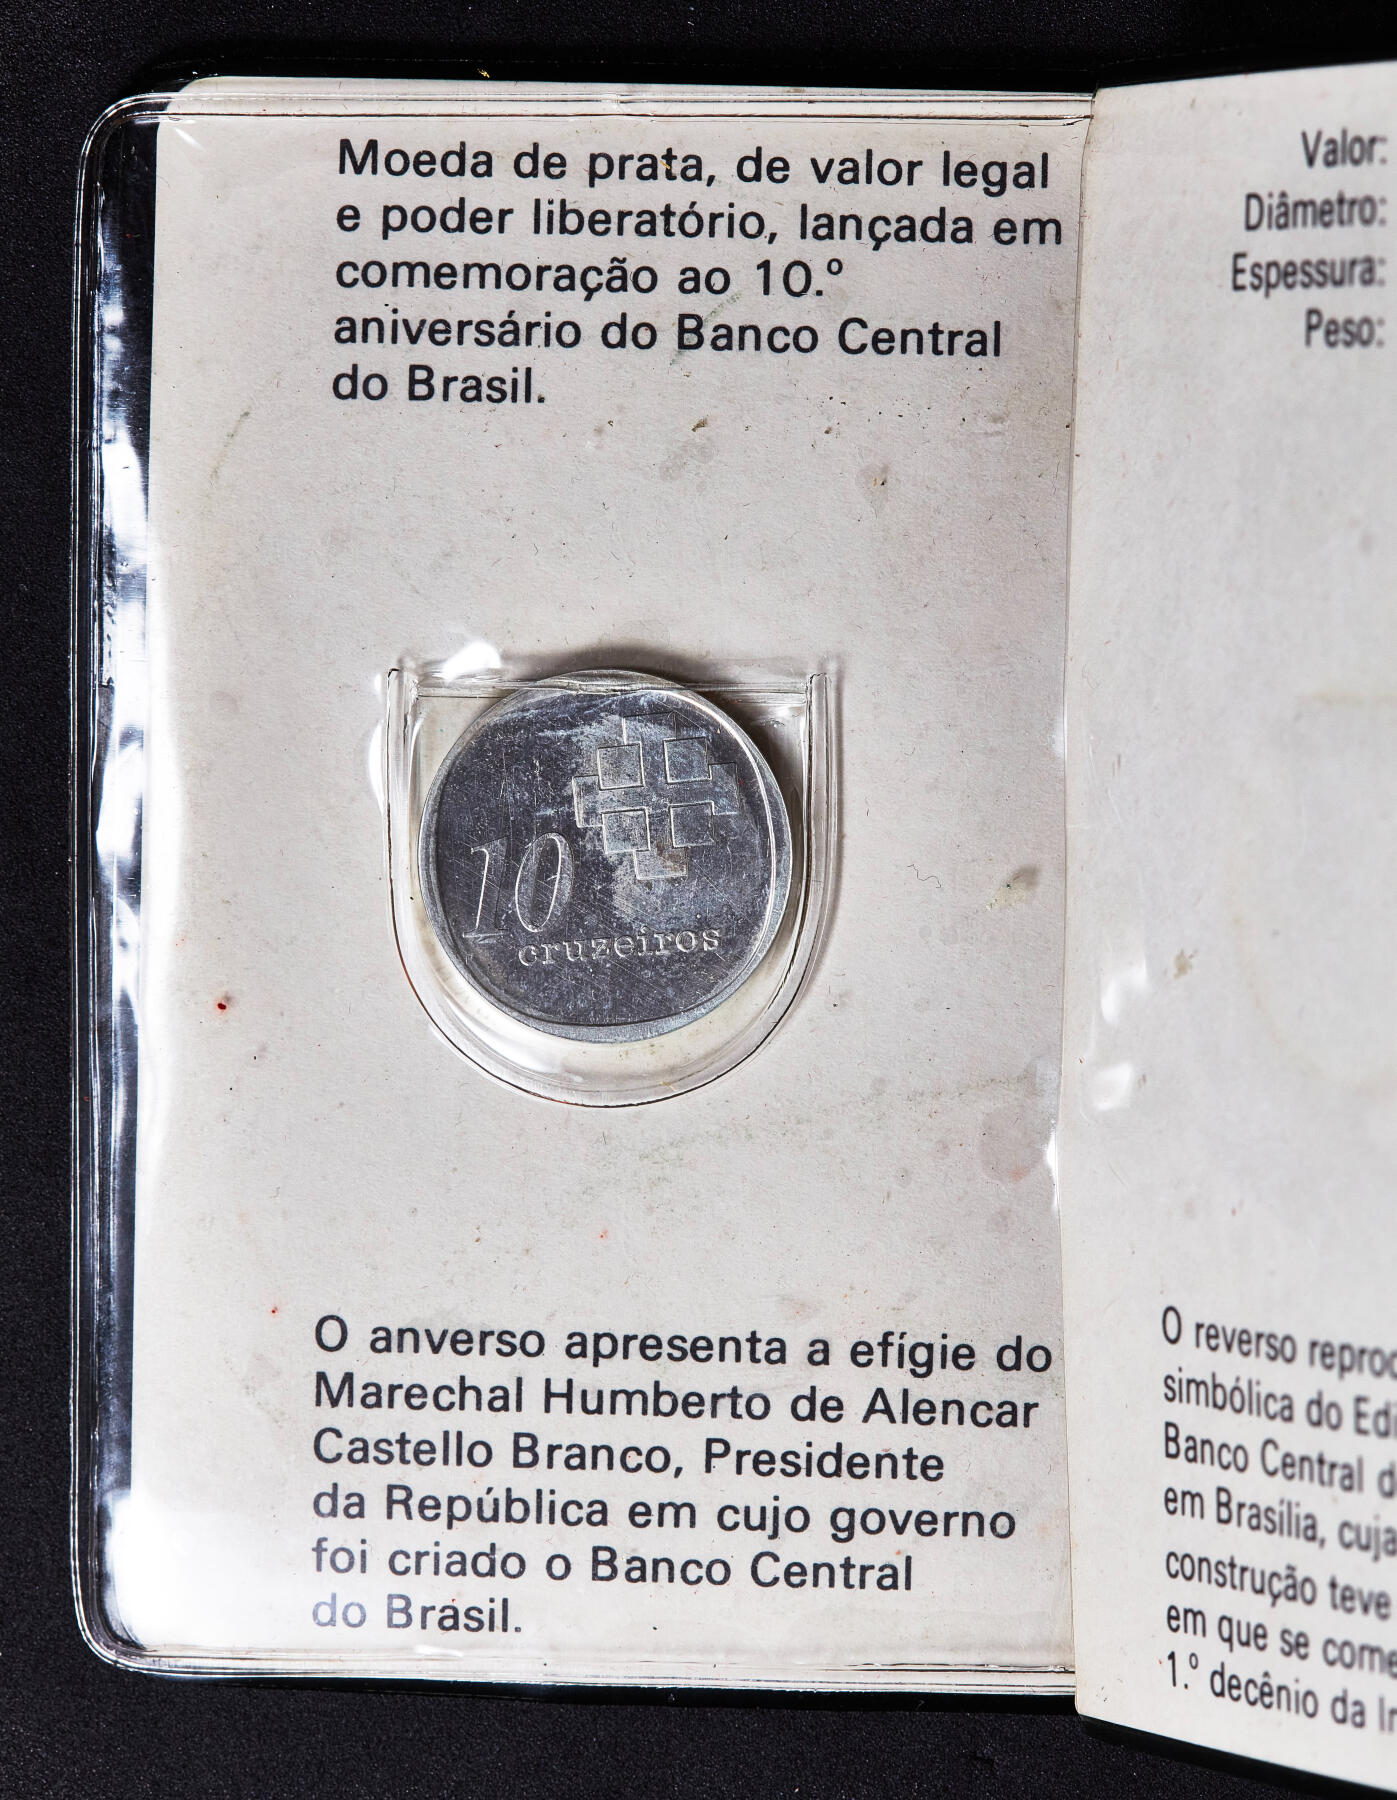 Moeda de prata, de valor legal
e poder liberatório, lançada em
comemoração ao 10.º
aniversário do Banco Central
do Brasil.
10
cruzeiros
O anverso apresenta a efígie do
Marechal Humberto de Alencar
Castello Branco, Presidente
da República em cujo governo
foi criado o Banco Central
do Brasil.
Valor:
Diâmetro:
Espessura:
Peso:
O reverso
simbólica do
Banco Central
em Brasília,
construção teve
em que se
1.º decênio da